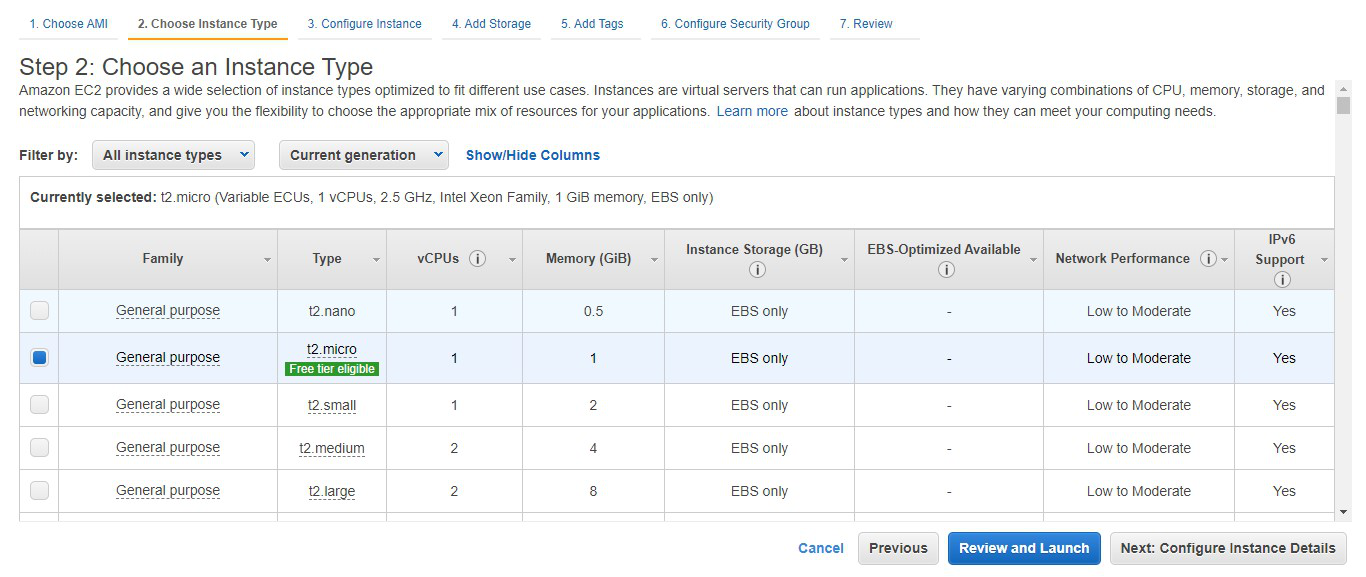 1. Choose AMI 2. Choose Instance Type 3. Configure Instance 4. Add Storage 5. Add Tags 6. Configure Security Group 7. Review
Step 2: Choose an Instance Type
Amazon EC2 provides a wide selection of instance types optimized to fit different use cases. Instances are virtual servers that can run applications. They have varying combinations of CPU, memory, storage, and
networking capacity, and give you the flexibility to choose the appropriate mix of resources for your applications. Learn more about instance types and how they can meet your computing needs.
Filter by: All instance types Current generation Show/Hide Columns
Currently selected: t2.micro (Variable ECUs, 1 vCPUs, 2.5 GHz, Intel Xeon Family, 1 GiB memory, EBS only)
Family Type vCPUs i Memory (GiB) Instance Storage (GB) i EBS-Optimized Available i Network Performance i IPv6 Support i
General purpose t2.nano 1 0.5 EBS only - Low to Moderate Yes
General purpose t2.micro Free tier eligible 1 1 EBS only - Low to Moderate Yes
General purpose t2.small 1 2 EBS only - Low to Moderate Yes
General purpose t2.medium 2 4 EBS only - Low to Moderate Yes
General purpose t2.large 2 8 EBS only - Low to Moderate Yes
Cancel Previous Review and Launch Next: Configure Instance Details